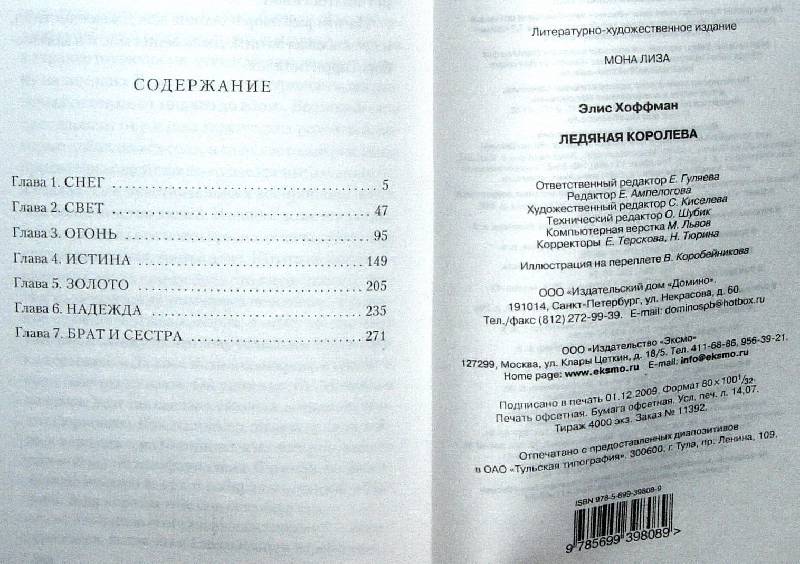 СОДЕРЖАНИЕ
Глава 1. СНЕГ .......... 5
Глава 2. СВЕТ .......... 47
Глава 3. ОГОНЬ .......... 95
Глава 4. ИСТИНА .......... 149
Глава 5. ЗОЛОТО .......... 205
Глава 6. НАДЕЖДА .......... 235
Глава 7. БРАТ И СЕСТРА .......... 271
Литературно-художественное издание
МОНА ЛИЗА
Элис Хоффман
ЛЕДЯНАЯ КОРОЛЕВА
Ответственный редактор Е. Гуляева
Редактор Е. Ампелогова
Художественный редактор С. Киселева
Технический редактор О. Шубик
Компьютерная верстка М. Львов
Корректоры Е. Терскова, Н. Тюрина
Иллюстрация на переплете В. Коробейникова
ООО «Издательский дом «Домино».
191014, Санкт-Петербург, ул. Некрасова, д. 60.
Тел./факс (812) 272-99-39. E-mail: dominospb@hotbox.ru
ООО «Издательство «Эксмо»
127299, Москва, ул. Клары Цеткин, д. 18/5. Тел. 411-68-86, 956-39-21.
Home page: www.eksmo.ru E-mail: info@eksmo.ru
Подписано в печать 01.12.2009. Формат 80 x 100 1/32.
Печать офсетная. Бумага офсетная. Усл. печ. л. 14,07.
Тираж 4000 экз. Заказ № 11392.
Отпечатано с предоставленных диапозитивов
в ОАО «Тульская типография». 300600, г. Тула, пр. Ленина, 109.
ISBN 978-5-699-39808-9
9 785699 398089 >